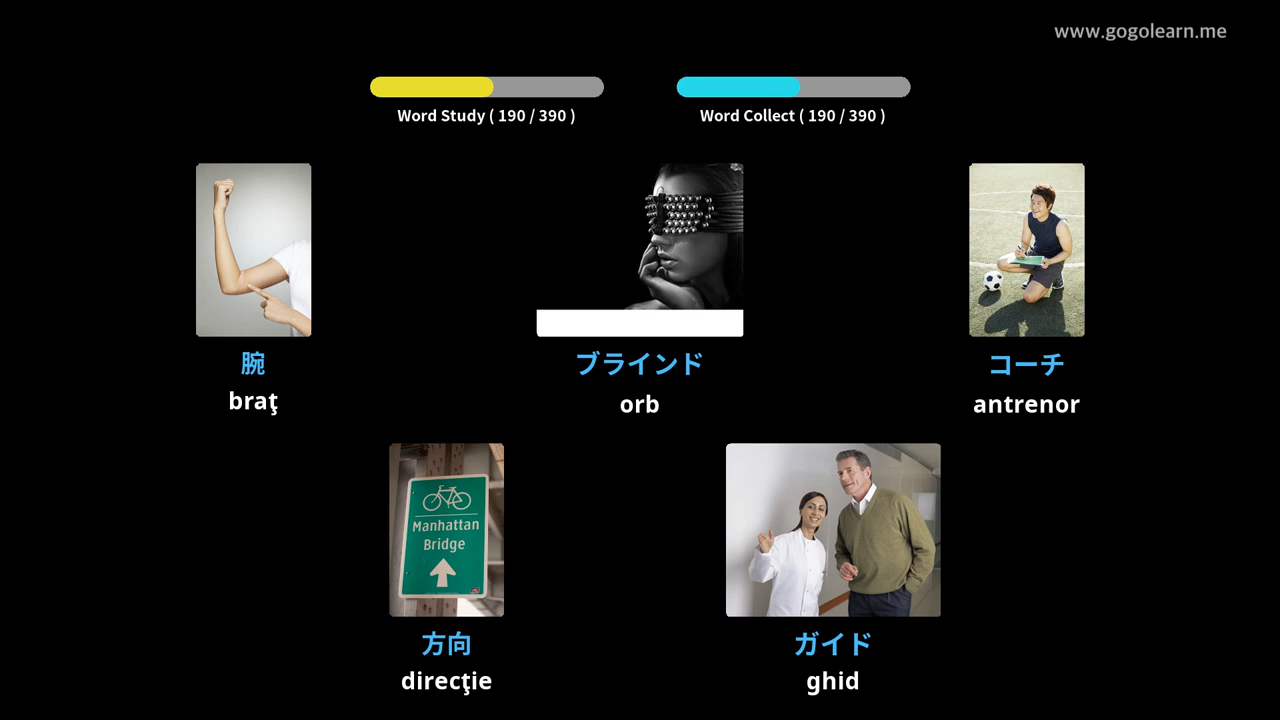 www.gogolearn.me
Word Study ( 190 / 390 )
Word Collect ( 190 / 390 )
腕
braţ
ブラインド
orb
コーチ
antrenor
Manhattan
Bridge
方向
direcţie
ガイド
ghid